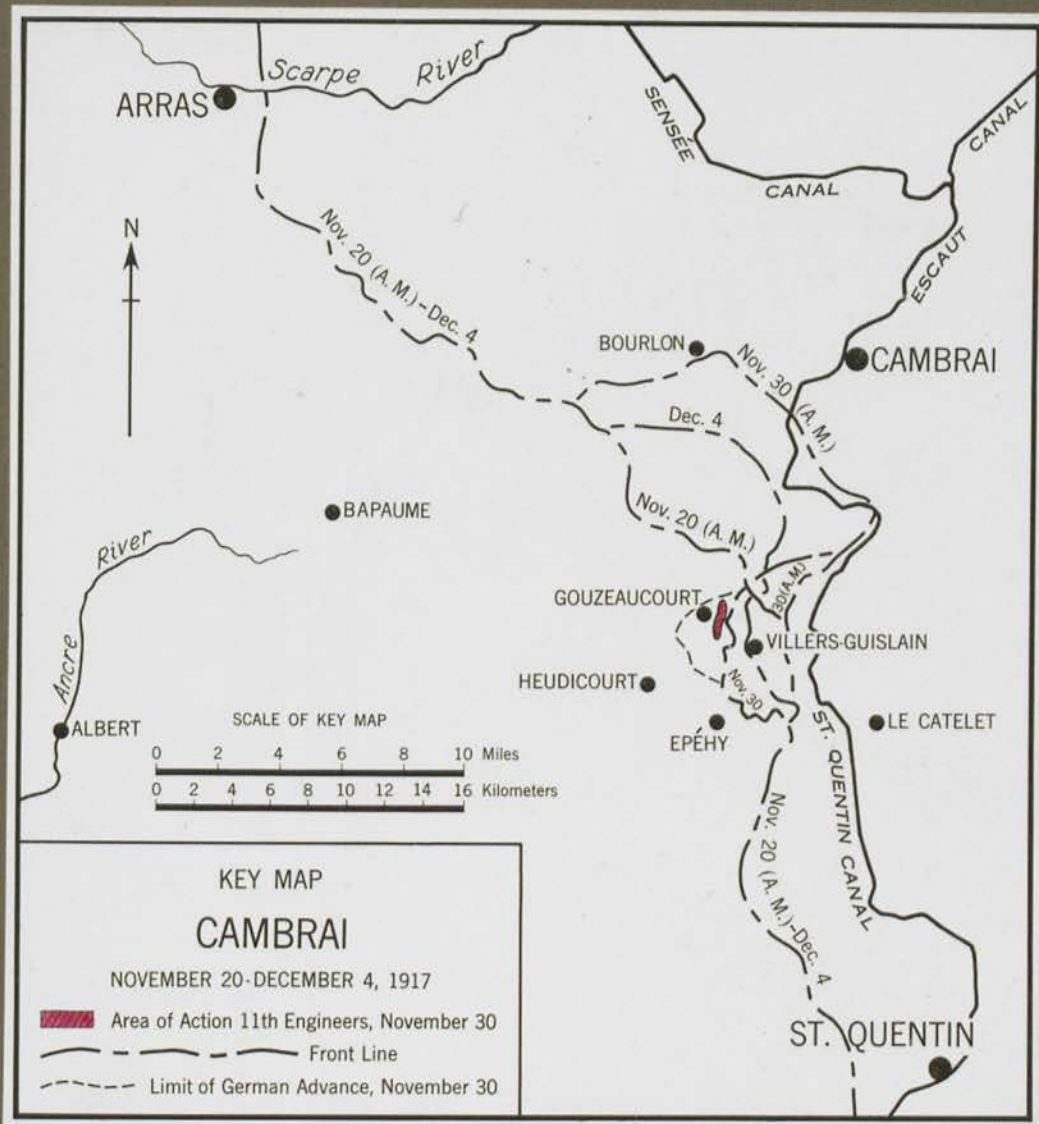 Scarpe River
ARRAS
SENSÉE
CANAL
CANAL
ESCAUT
N
Nov. 20 (A. M.)-Dec. 4
BOURLON
Nov. 30 (A. M.)
CAMBRAI
Dec. 4
BAPAUME
Nov. 20 (A. M.)
River
Ancre
30(A.M.)
GOUZEAUCOURT
VILLERS-GUISLAIN
HEUDICOURT
Nov. 30
ALBERT
EPÉHY
LE CATELET
ST. QUENTIN CANAL
SCALE OF KEY MAP
0 2 4 6 8 10 Miles
0 2 4 6 8 10 12 14 16 Kilometers
Nov. 20 (A. M.)-Dec. 4
ST. QUENTIN
KEY MAP
CAMBRAI
NOVEMBER 20-DECEMBER 4, 1917
Area of Action 11th Engineers, November 30
Front Line
Limit of German Advance, November 30